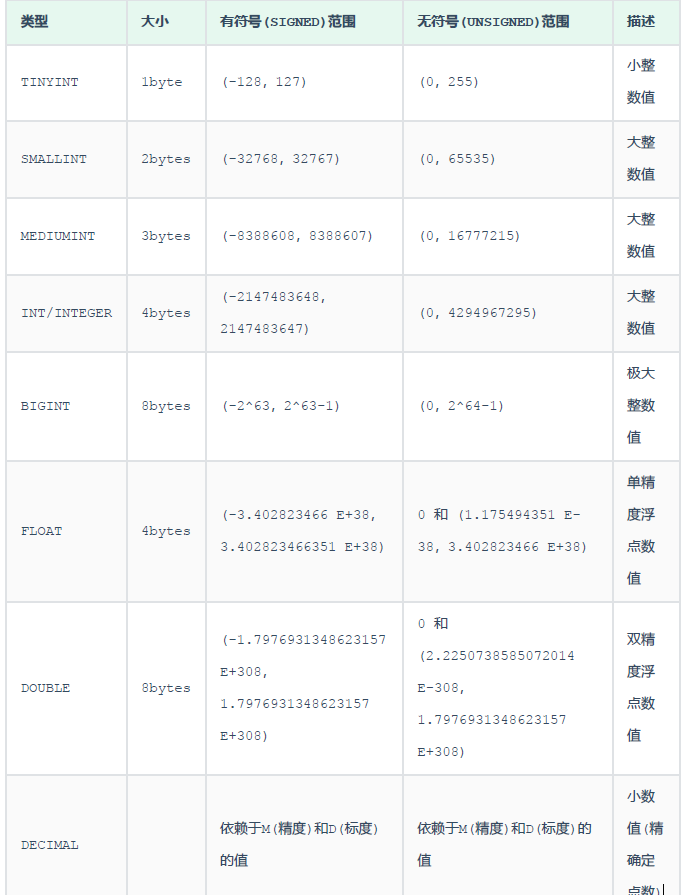 类型 大小 有符号(SIGNED)范围 无符号(UNSIGNED)范围 描述
TINYINT 1byte (-128, 127) (0, 255) 小整
数值
SMALLINT 2bytes (-32768, 32767) (0, 65535) 大整
数值
MEDIUMINT 3bytes (-8388608, 8388607) (0, 16777215) 大整
数值
INT/INTEGER 4bytes (-2147483648,
2147483647) (0, 4294967295) 大整
数值
BIGINT 8bytes (-2^63, 2^63-1) (0, 2^64-1) 极大
整数
值
FLOAT 4bytes (-3.402823466 E+38,
3.402823466351 E+38) 0 和 (1.175494351 E-
38, 3.402823466 E+38) 单精
度浮
点数
值
DOUBLE 8bytes (-1.7976931348623157
E+308,
1.7976931348623157
E+308) 0 和
(2.2250738585072014
E-308,
1.7976931348623157
E+308) 双精
度浮
点数
值
DECIMAL 依赖于M(精度)和D(标度)
的值 依赖于M(精度)和D(标度)的
值 小数
值(精
确定
点数)